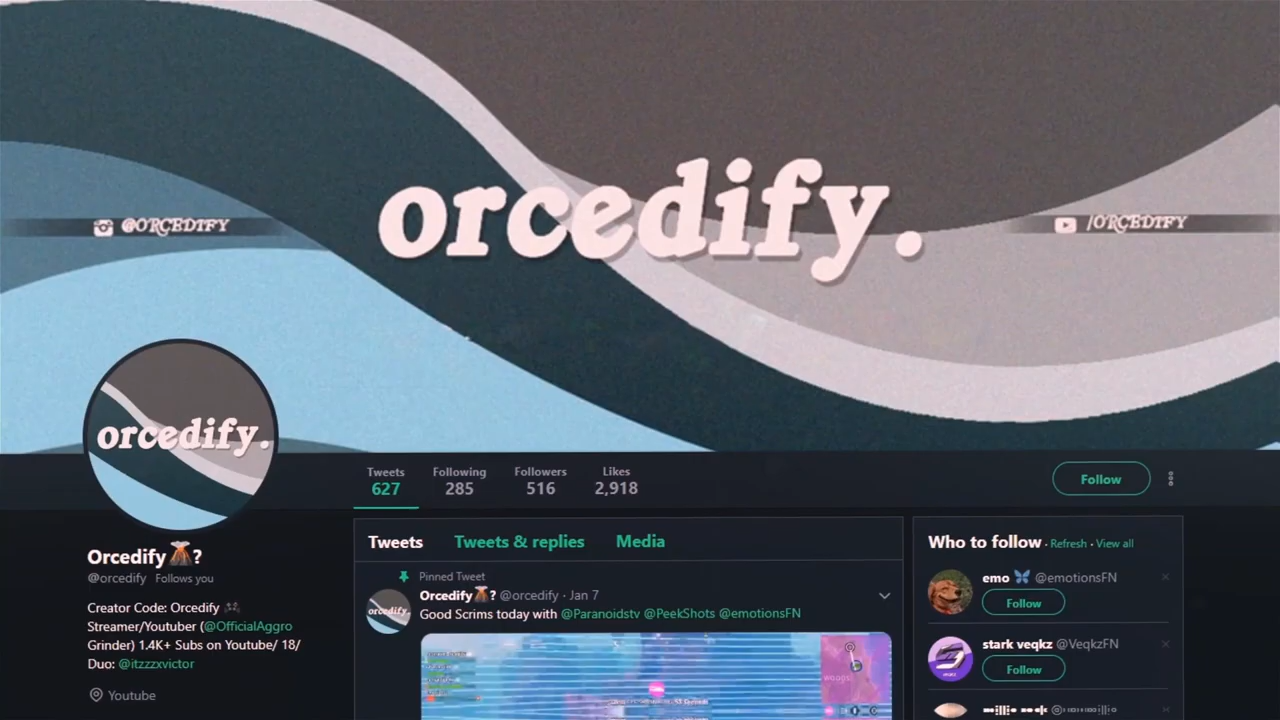 orcedify.
@ORCEDIFY
/ORCEDIFY
orcedify.
Tweets
627
Following
285
Followers
516
Likes
2,918
Follow
Orcedify🌋?
@orcedify Follows you
Creator Code: Orcedify 🎮
Streamer/Youtuber (@OfficialAggro
Grinder) 1.4K+ Subs on Youtube/ 18/
Duo: @itzzzxvictor
Youtube
Tweets Tweets & replies Media
Pinned Tweet
Orcedify🌋? @orcedify · Jan 7
Good Scrims today with @Paranoidstv @PeekShots @emotionsFN
orcedify.
WOODS
Who to follow · Refresh · View all
emo 🦋 @emotionsFN
Follow
stark veqkz @VeqkzFN
Follow